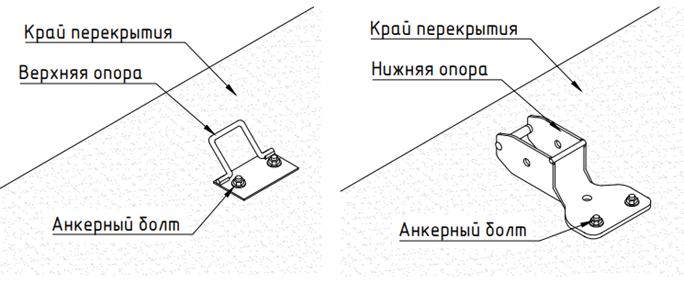 Край перекрытия
Верхняя опора
Анкерный болт
Край перекрытия
Нижняя опора
Анкерный болт